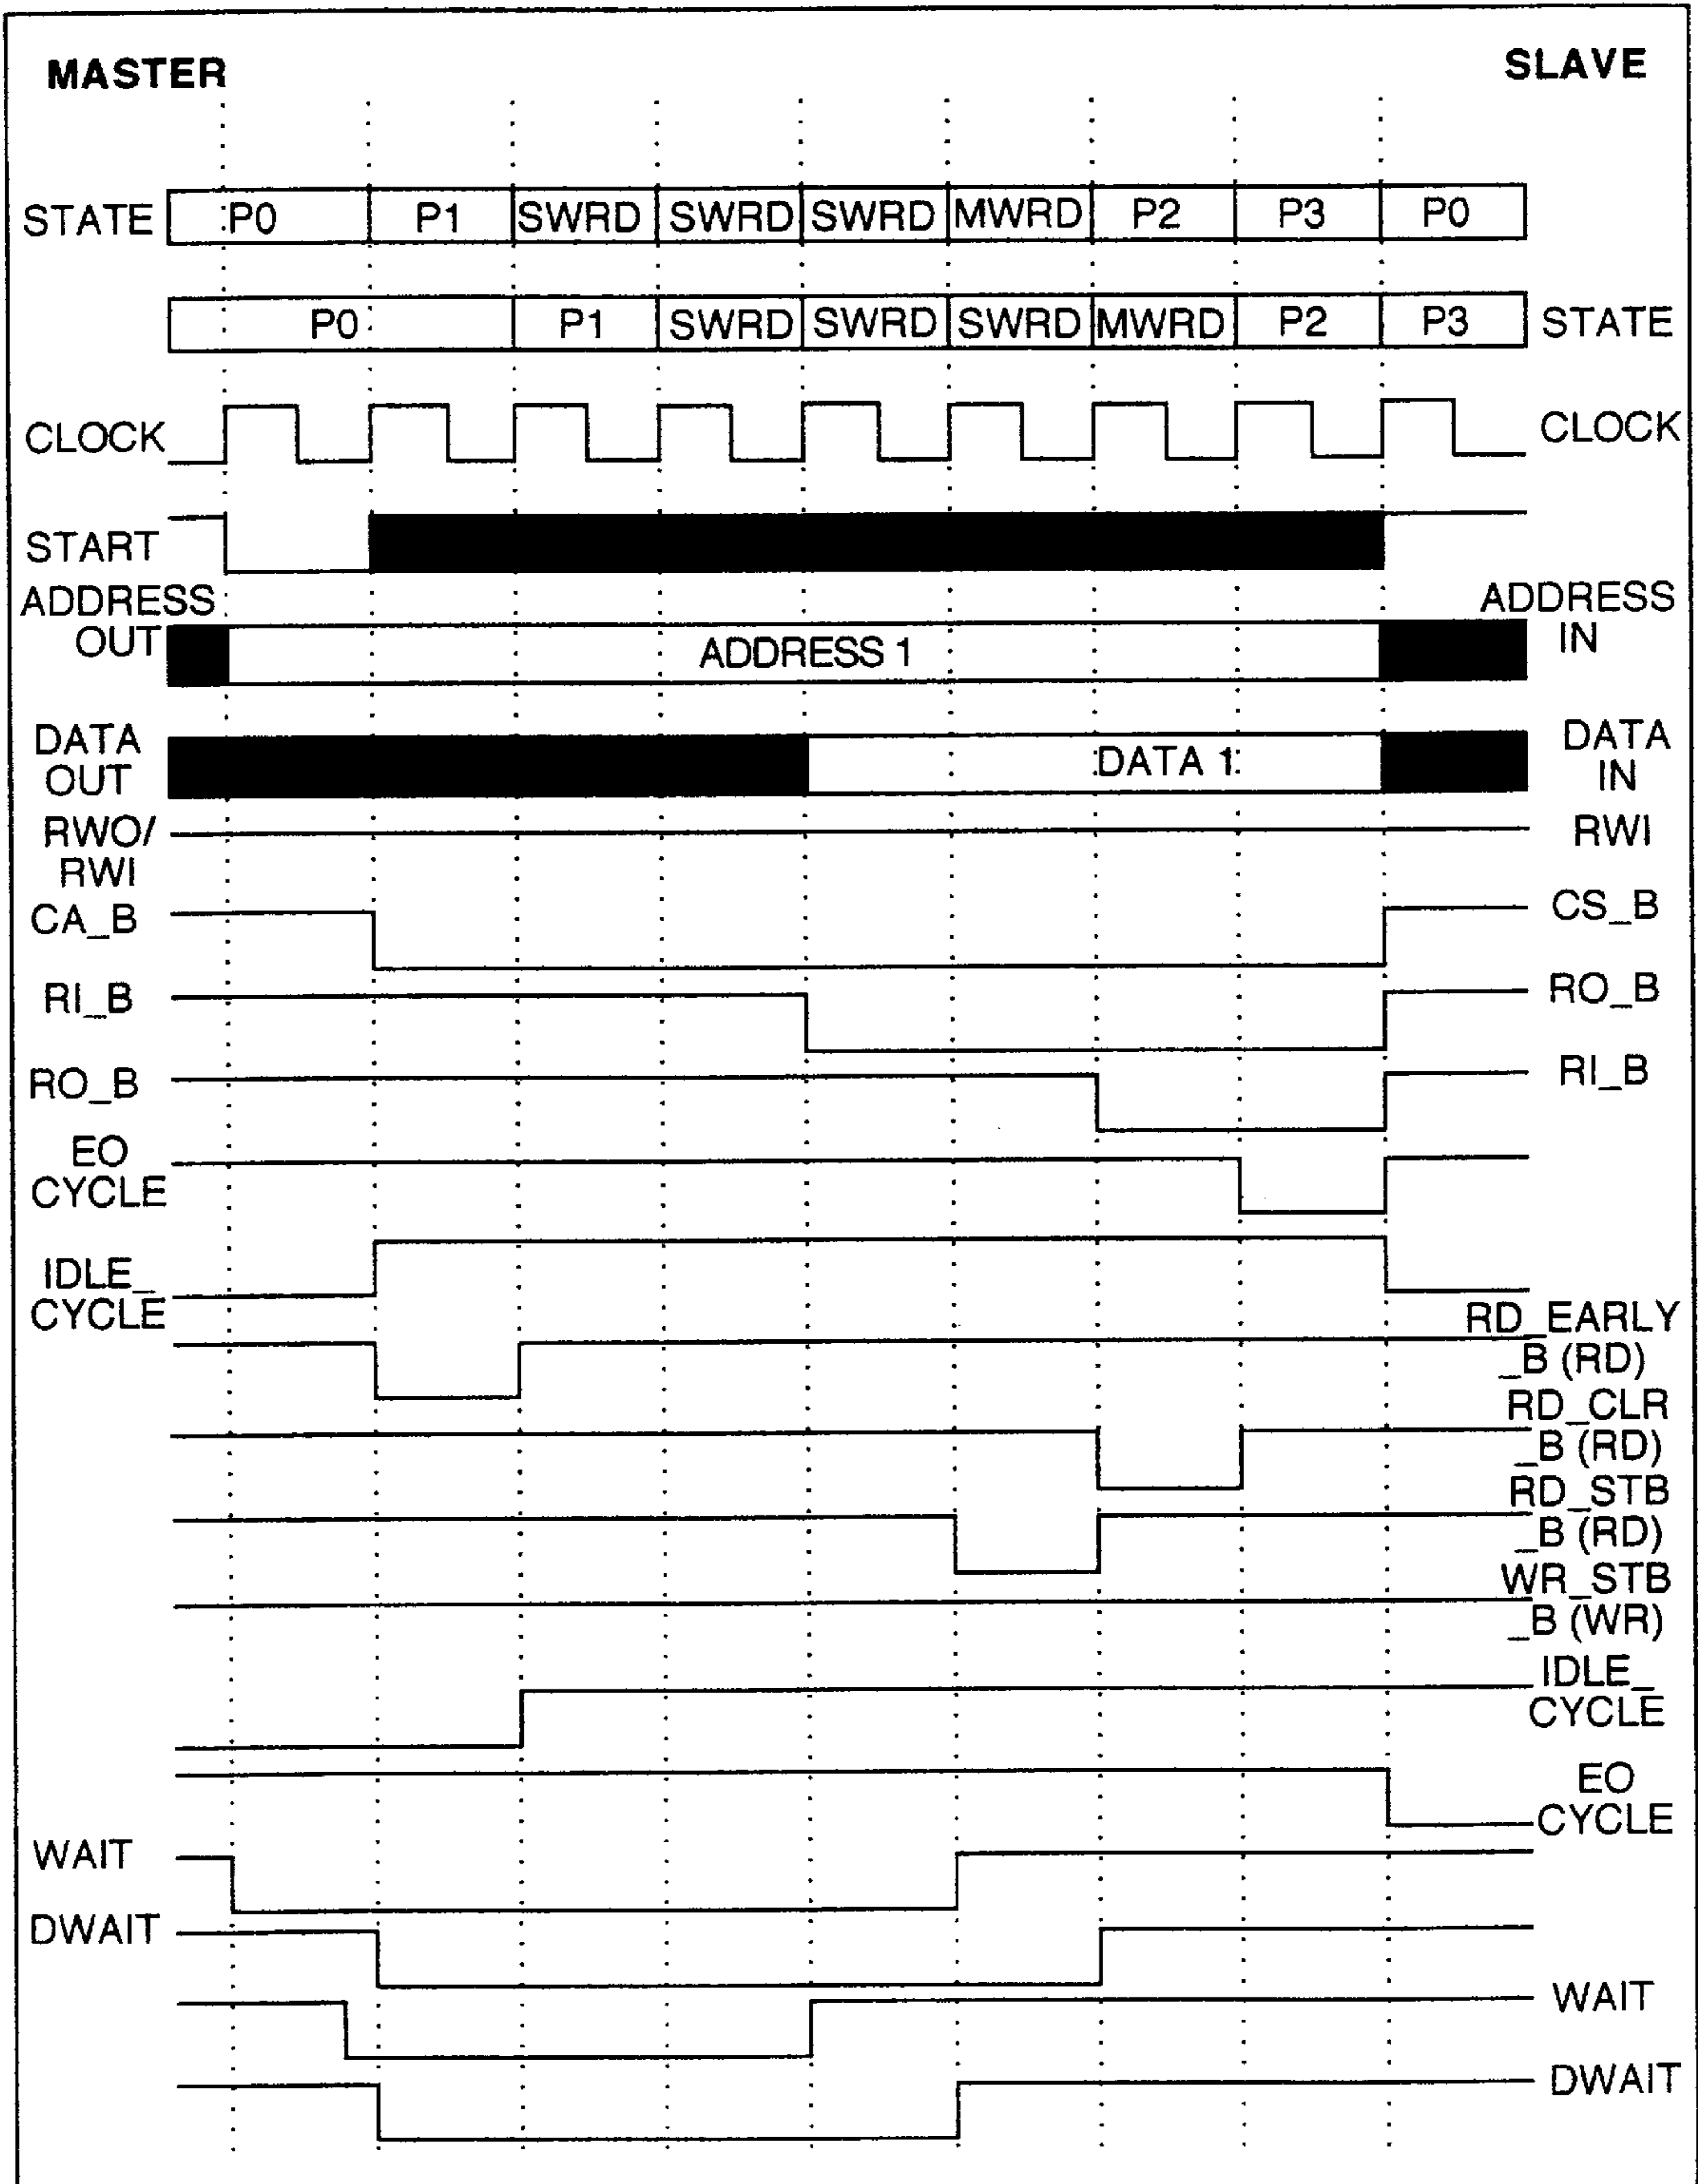 MASTER SLAVE
STATE P0 P1 SWRD SWRD SWRD MWRD P2 P3 P0
P0 P1 SWRD SWRD SWRD MWRD P2 P3 STATE
CLOCK CLOCK
START
ADDRESS OUT ADDRESS 1 ADDRESS IN
DATA OUT DATA 1 DATA IN
RWO/ RWI RWI
CA_B CS_B
RI_B RO_B
RO_B RI_B
EO CYCLE
IDLE_ CYCLE
RD_EARLY
_B (RD)
RD_CLR
_B (RD)
RD_STB
_B (RD)
WR_STB
_B (WR)
IDLE_
CYCLE
EO
CYCLE
WAIT
DWAIT
WAIT
DWAIT